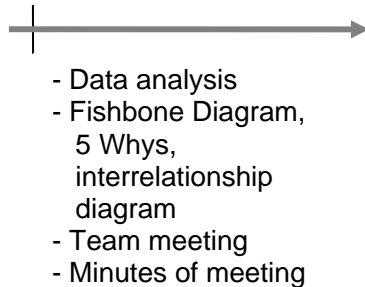 - Data analysis
- Fishbone Diagram,
5 Whys,
interrelationship
diagram
- Team meeting
- Minutes of meeting